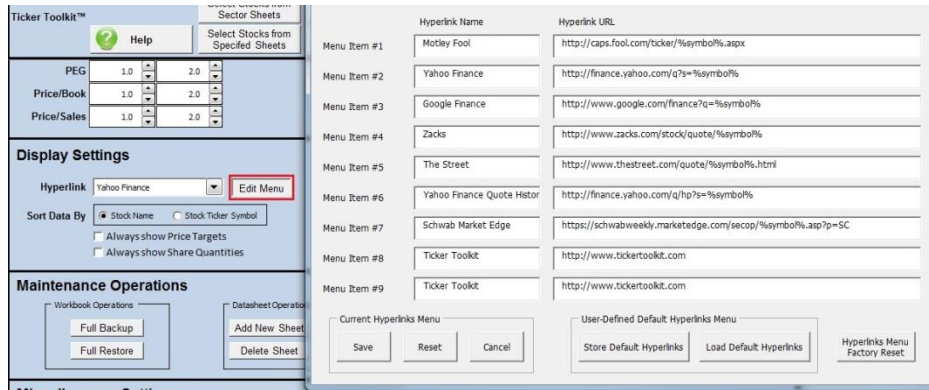 Ticker Toolkit™
Select Stocks from
Sector Sheets
Help
Select Stocks from
Specifed Sheets
PEG 1.0 2.0
Price/Book 1.0 2.0
Price/Sales 1.0 2.0
Display Settings
Hyperlink Yahoo Finance Edit Menu
Sort Data By Stock Name Stock Ticker Symbol
Always show Price Targets
Always show Share Quantities
Maintenance Operations
Workbook Operations Datasheet Operatio
Full Backup Add New Sheet
Full Restore Delete Sheet
Hyperlink Name Hyperlink URL
Menu Item #1 Motley Fool http://caps.fool.com/ticker/%symbol%.aspx
Menu Item #2 Yahoo Finance http://finance.yahoo.com/q?s=%symbol%
Menu Item #3 Google Finance http://www.google.com/finance?q=%symbol%
Menu Item #4 Zacks http://www.zacks.com/stock/quote/%symbol%
Menu Item #5 The Street http://www.thestreet.com/quote/%symbol%.html
Menu Item #6 Yahoo Finance Quote Histor http://finance.yahoo.com/q/hp?s=%symbol%
Menu Item #7 Schwab Market Edge https://schwabweekly.marketedge.com/secop/%symbol%.asp?p=SC
Menu Item #8 Ticker Toolkit http://www.tickertoolkit.com
Menu Item #9 Ticker Toolkit http://www.tickertoolkit.com
Current Hyperlinks Menu User-Defined Default Hyperlinks Menu
Save Reset Cancel Store Default Hyperlinks Load Default Hyperlinks Hyperlinks Menu
Factory Reset